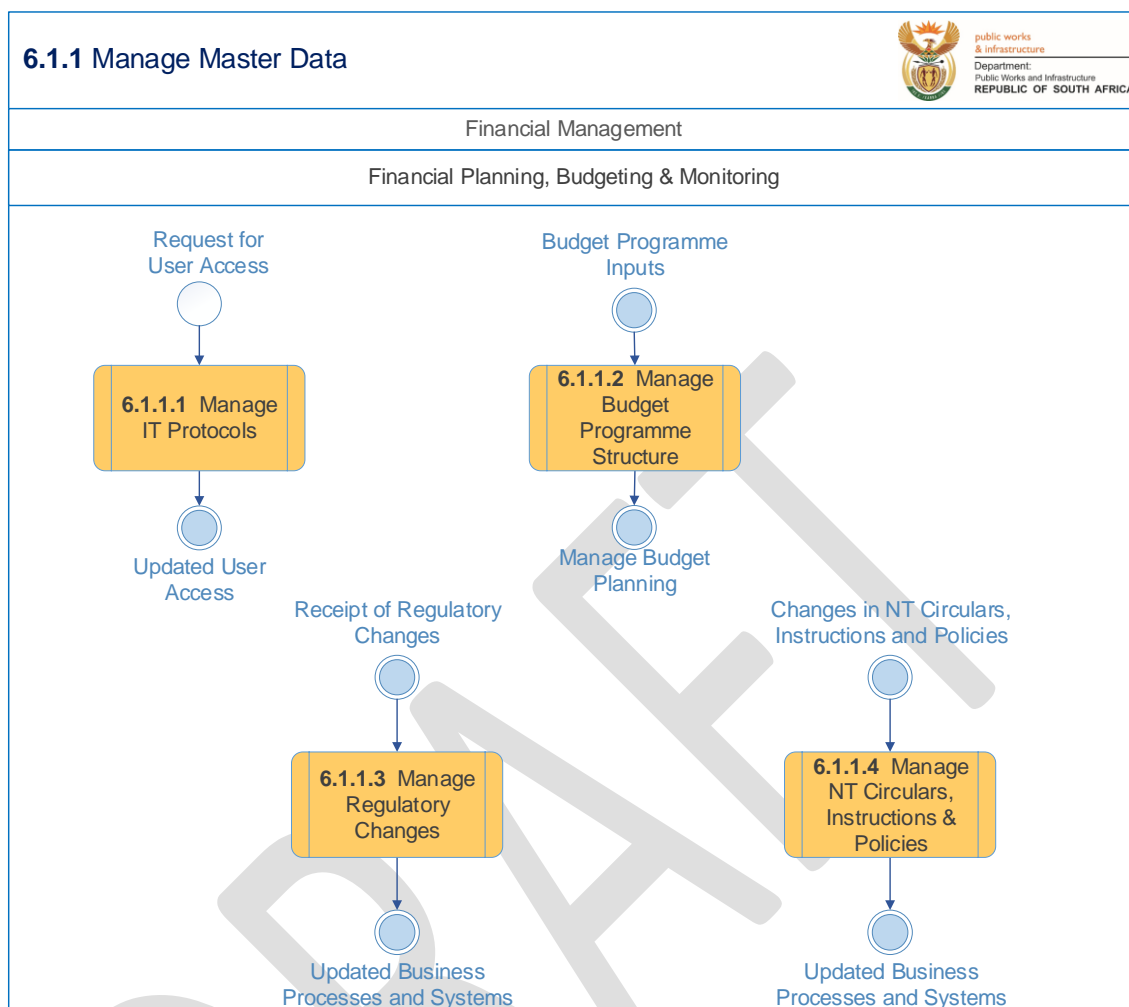 6.1.1 Manage Master Data
public works
& infrastructure
Department:
Public Works and Infrastructure
REPUBLIC OF SOUTH AFRICA
Financial Management
Financial Planning, Budgeting & Monitoring
Request for
User Access
Budget Programme
Inputs
6.1.1.1 Manage
IT Protocols
6.1.1.2 Manage
Budget
Programme
Structure
Updated User
Access
Manage Budget
Planning
Receipt of Regulatory
Changes
Changes in NT Circulars,
Instructions and Policies
6.1.1.3 Manage
Regulatory
Changes
6.1.1.4 Manage
NT Circulars,
Instructions &
Policies
Updated Business
Processes and Systems
Updated Business
Processes and Systems
DRAFT